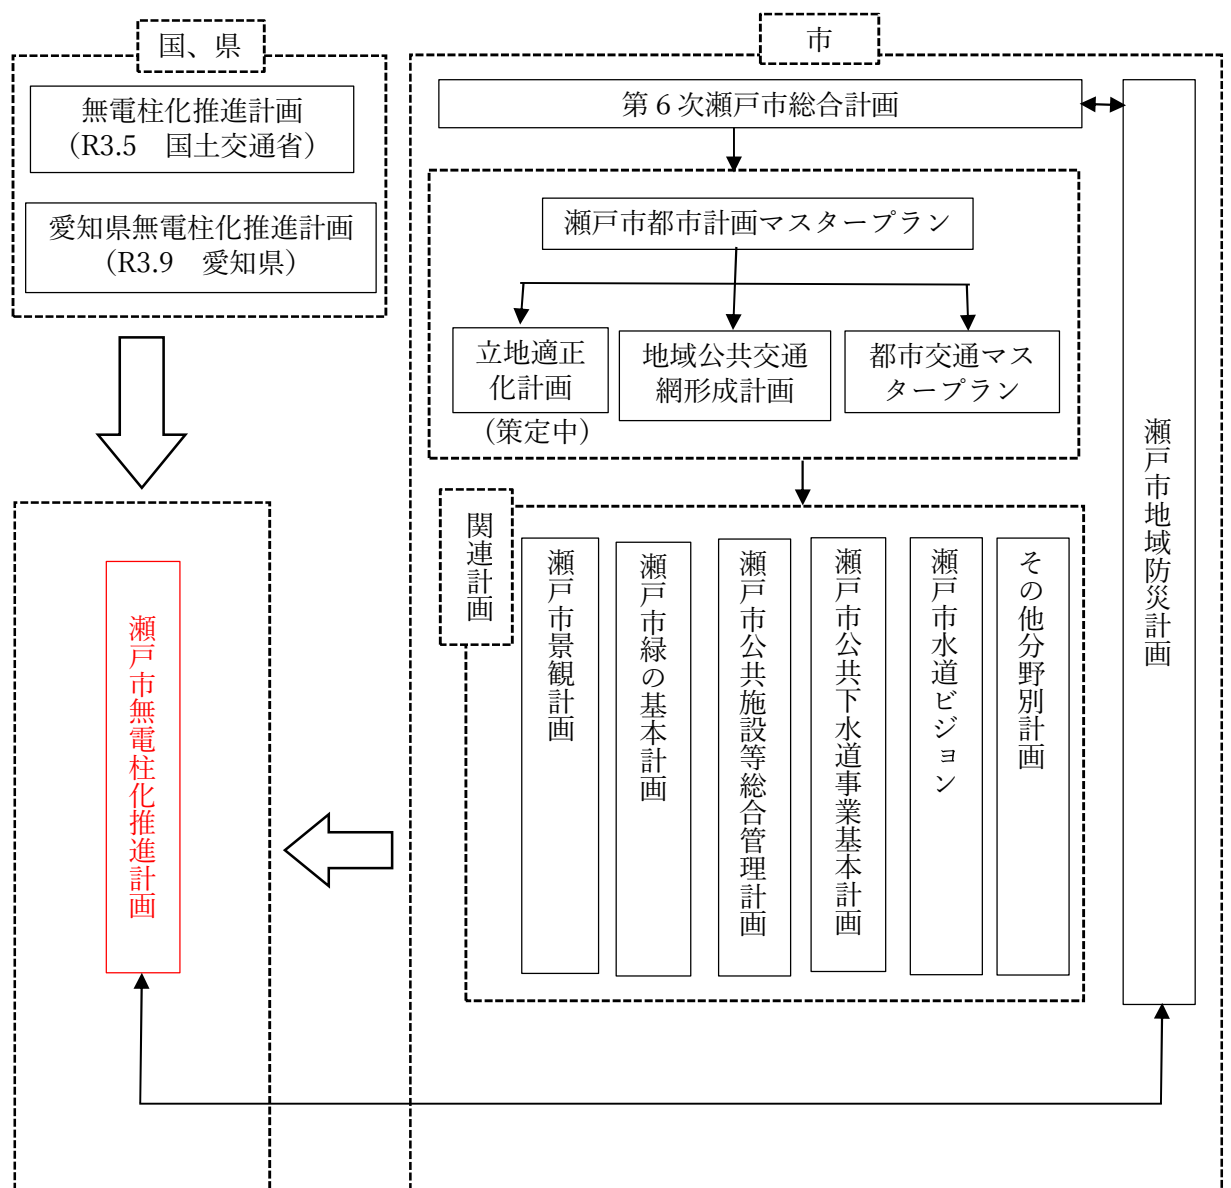 国、県
無電柱化推進計画
（R3.5　国土交通省）
愛知県無電柱化推進計画
（R3.9　愛知県）
瀬戸市無電柱化推進計画
市
第６次瀬戸市総合計画
瀬戸市都市計画マスタープラン
立地適正
化計画
（策定中）
地域公共交通
網形成計画
都市交通マス
タープラン
関連計画
瀬戸市景観計画
瀬戸市緑の基本計画
瀬戸市公共施設等総合管理計画
瀬戸市公共下水道事業基本計画
瀬戸市水道ビジョン
その他分野別計画
瀬戸市地域防災計画